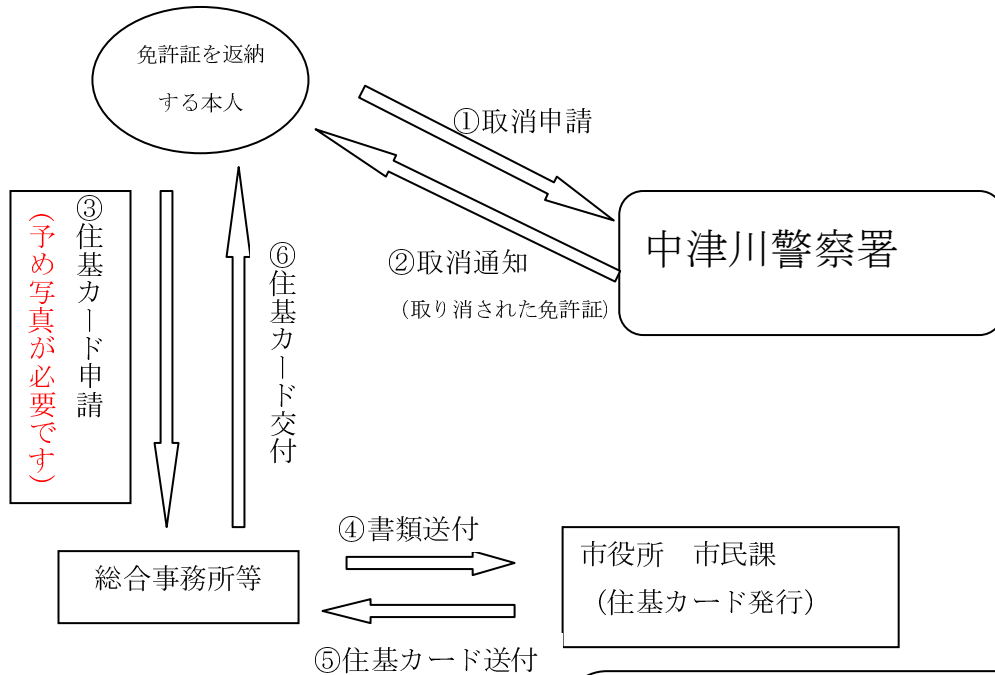 免許証を返納
する本人
①取消申請
中津川警察署
②取消通知
（取り消された免許証）
③住基カード申請
（予め写真が必要です）
⑥住基カード交付
④書類送付
総合事務所等
市役所　市民課
（住基カード発行）
⑤住基カード送付